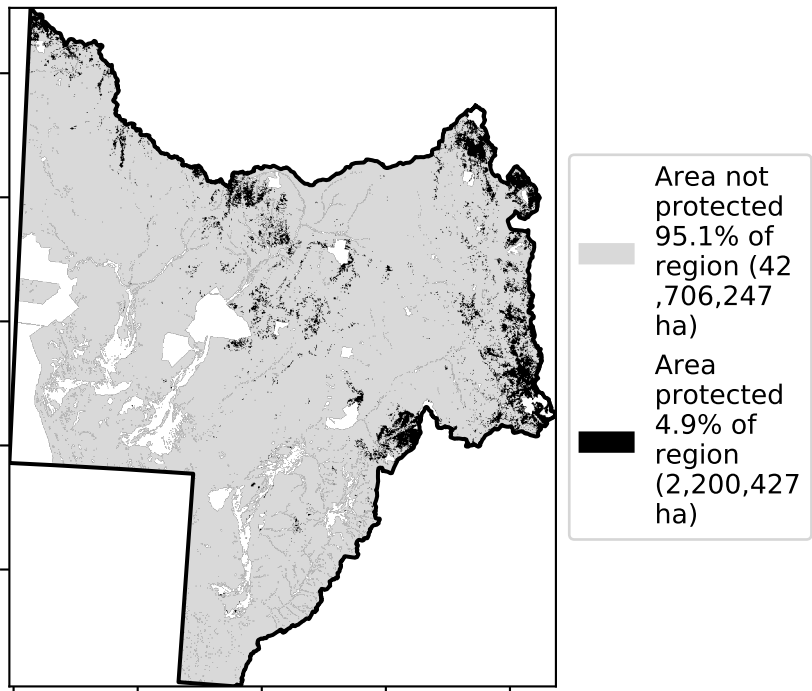 Area not
protected
95.1% of
region (42
,706,247
ha)
Area
protected
4.9% of
region
(2,200,427
ha)